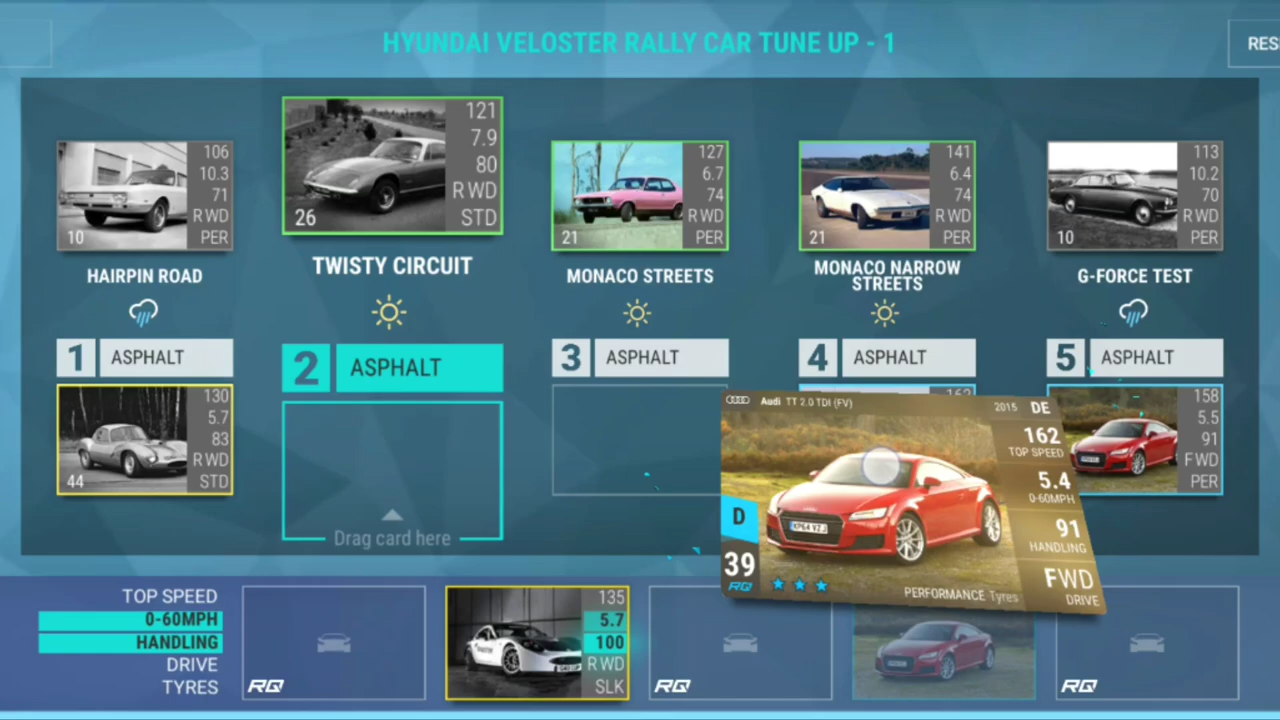 HYUNDAI VELOSTER RALLY CAR TUNE UP - 1
RES
106
10.3
71
RWD
PER
10
HAIRPIN ROAD
121
7.9
80
RWD
STD
26
TWISTY CIRCUIT
127
6.7
74
RWD
PER
21
MONACO STREETS
141
6.4
74
RWD
PER
21
MONACO NARROW
STREETS
113
10.2
70
RWD
PER
10
G-FORCE TEST
1 ASPHALT
2 ASPHALT
3 ASPHALT
4 ASPHALT
5 ASPHALT
130
5.7
83
RWD
STD
44
Drag card here
162
158
5.5
91
FWD
PER
Audi TT 2.0 TDI (FV)
2015 DE
162
TOP SPEED
5.4
0-60MPH
91
HANDLING
FWD
DRIVE
D
39
RQ
PERFORMANCE Tyres
TOP SPEED
0-60MPH
HANDLING
DRIVE
TYRES
RQ
135
5.7
100
RWD
SLK
RQ
RQ